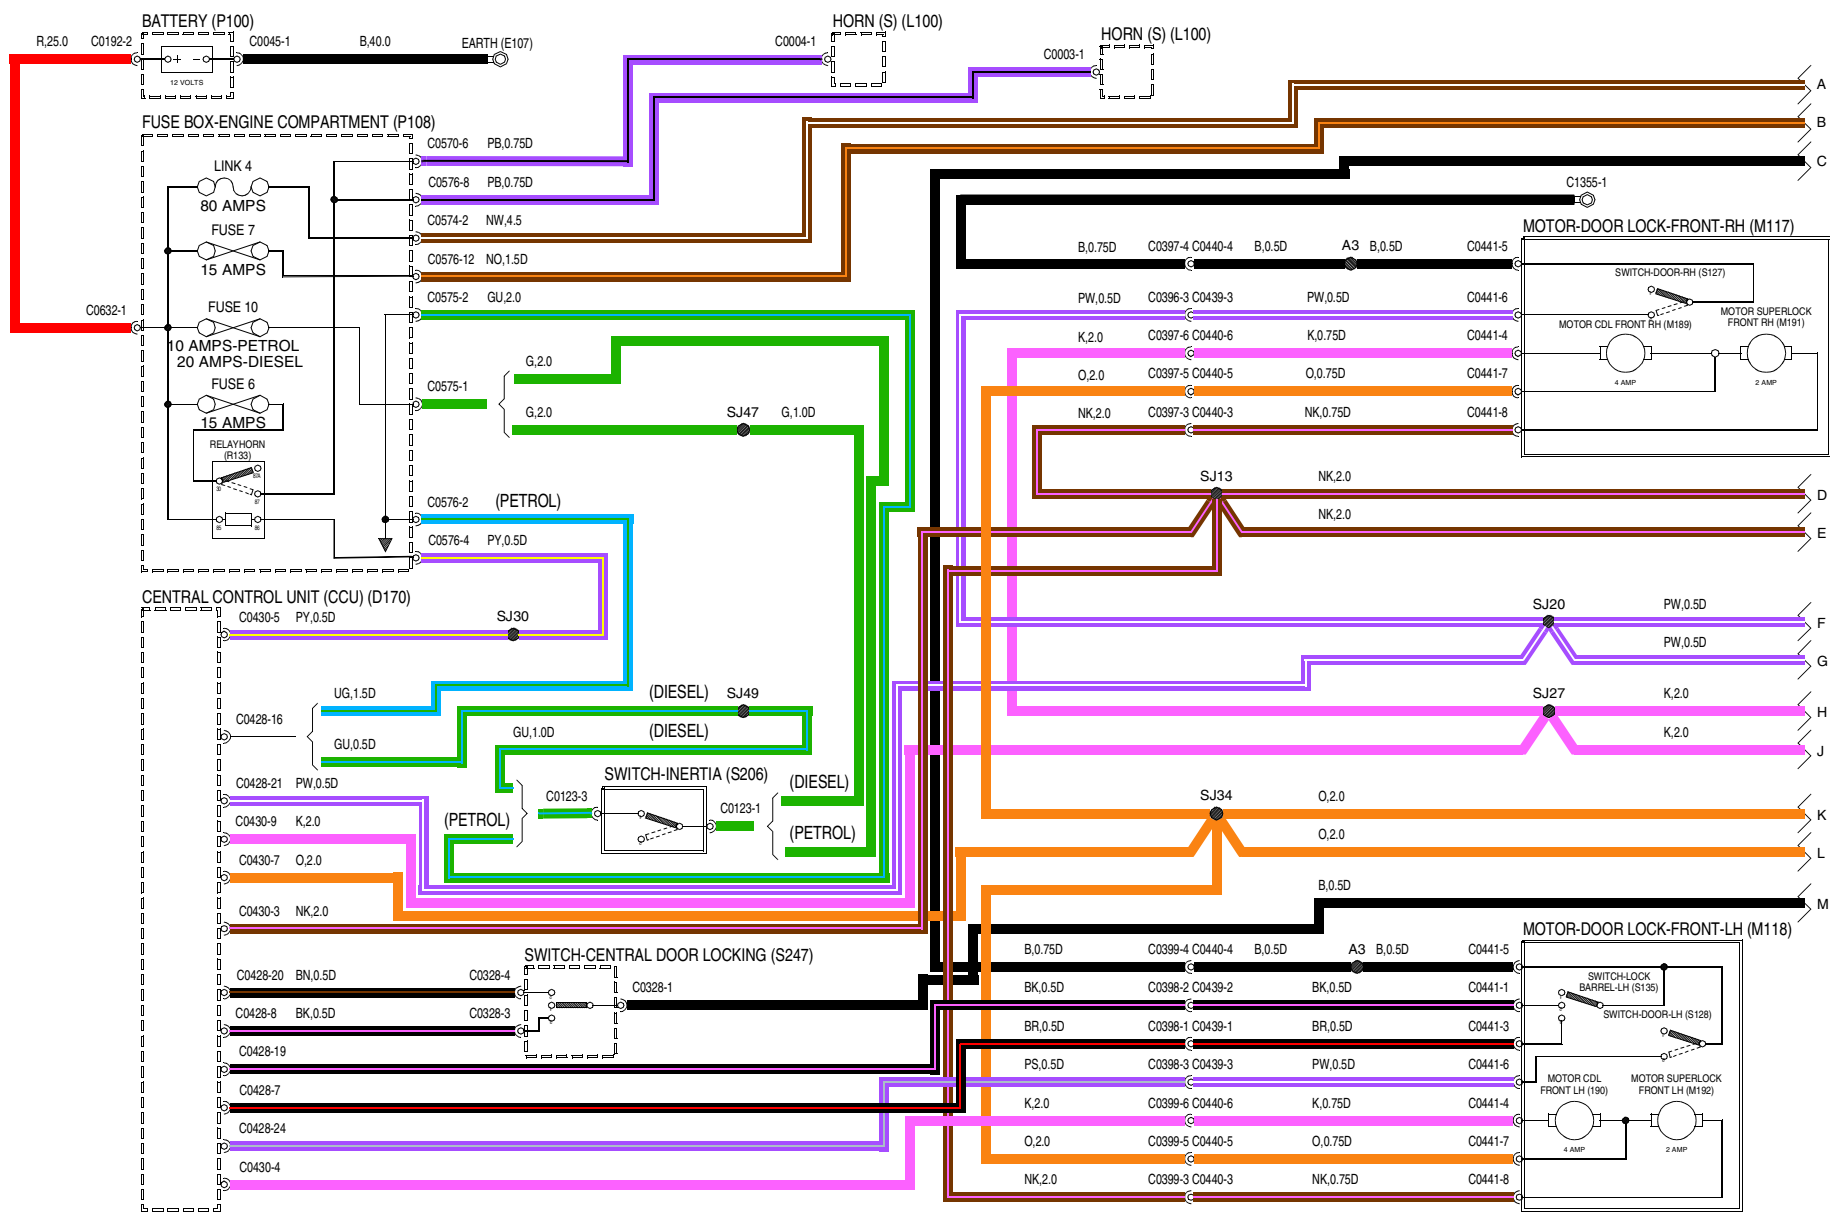 BATTERY (P100)
R,25.0
C0192-2
12 VOLTS
C0045-1
B,40.0
EARTH (E107)
HORN (S) (L100)
C0004-1
HORN (S) (L100)
C0003-1
A
B
C
C1355-1
FUSE BOX-ENGINE COMPARTMENT (P108)
C0632-1
LINK 4
80 AMPS
FUSE 7
15 AMPS
FUSE 10
10 AMPS-PETROL
20 AMPS-DIESEL
FUSE 6
15 AMPS
RELAYHORN
(R133)
30
87A
87
85
86
C0570-6 PB,0.75D
C0576-8 PB,0.75D
C0574-2 NW,4.5
C0576-12 NO,1.5D
C0575-2 GU,2.0
C0575-1
G,2.0
G,2.0
SJ47
G,1.0D
C0576-2 (PETROL)
C0576-4 PY,0.5D
MOTOR-DOOR LOCK-FRONT-RH (M117)
B,0.75D C0397-4 C0440-4 B,0.5D A3 B,0.5D C0441-5
PW,0.5D C0396-3 C0439-3 PW,0.5D C0441-6
K,2.0 C0397-6 C0440-6 K,0.75D C0441-4
O,2.0 C0397-5 C0440-5 O,0.75D C0441-7
NK,2.0 C0397-3 C0440-3 NK,0.75D C0441-8
SWITCH-DOOR-RH (S127)
MOTOR CDL FRONT RH (M189)
MOTOR SUPERLOCK
FRONT RH (M191)
4 AMP
2 AMP
SJ13
NK,2.0
D
NK,2.0
E
SJ20
PW,0.5D
F
PW,0.5D
G
SJ27
K,2.0
H
K,2.0
J
SJ34
O,2.0
K
O,2.0
L
B,0.5D
M
CENTRAL CONTROL UNIT (CCU) (D170)
C0430-5 PY,0.5D
SJ30
C0428-16
UG,1.5D
GU,0.5D
(DIESEL)
SJ49
(DIESEL)
GU,1.0D
C0428-21 PW,0.5D
C0430-9 K,2.0
C0430-7 O,2.0
C0430-3 NK,2.0
(PETROL)
C0123-3
SWITCH-INERTIA (S206)
C0123-1
(DIESEL)
(PETROL)
SWITCH-CENTRAL DOOR LOCKING (S247)
C0428-20 BN,0.5D C0328-4
C0428-8 BK,0.5D C0328-3
C0328-1
C0428-19
C0428-7
C0428-24
C0430-4
MOTOR-DOOR LOCK-FRONT-LH (M118)
B,0.75D C0399-4 C0440-4 B,0.5D A3 B,0.5D C0441-5
BK,0.5D C0398-2 C0439-2 BK,0.5D C0441-1
BR,0.5D C0398-1 C0439-1 BR,0.5D C0441-3
PS,0.5D C0398-3 C0439-3 PW,0.5D C0441-6
K,2.0 C0399-6 C0440-6 K,0.75D C0441-4
O,2.0 C0399-5 C0440-5 O,0.75D C0441-7
NK,2.0 C0399-3 C0440-3 NK,0.75D C0441-8
SWITCH-LOCK
BARREL-LH (S135)
SWITCH-DOOR-LH (S128)
MOTOR CDL
FRONT LH (190)
MOTOR SUPERLOCK
FRONT LH (M192)
4 AMP
2 AMP